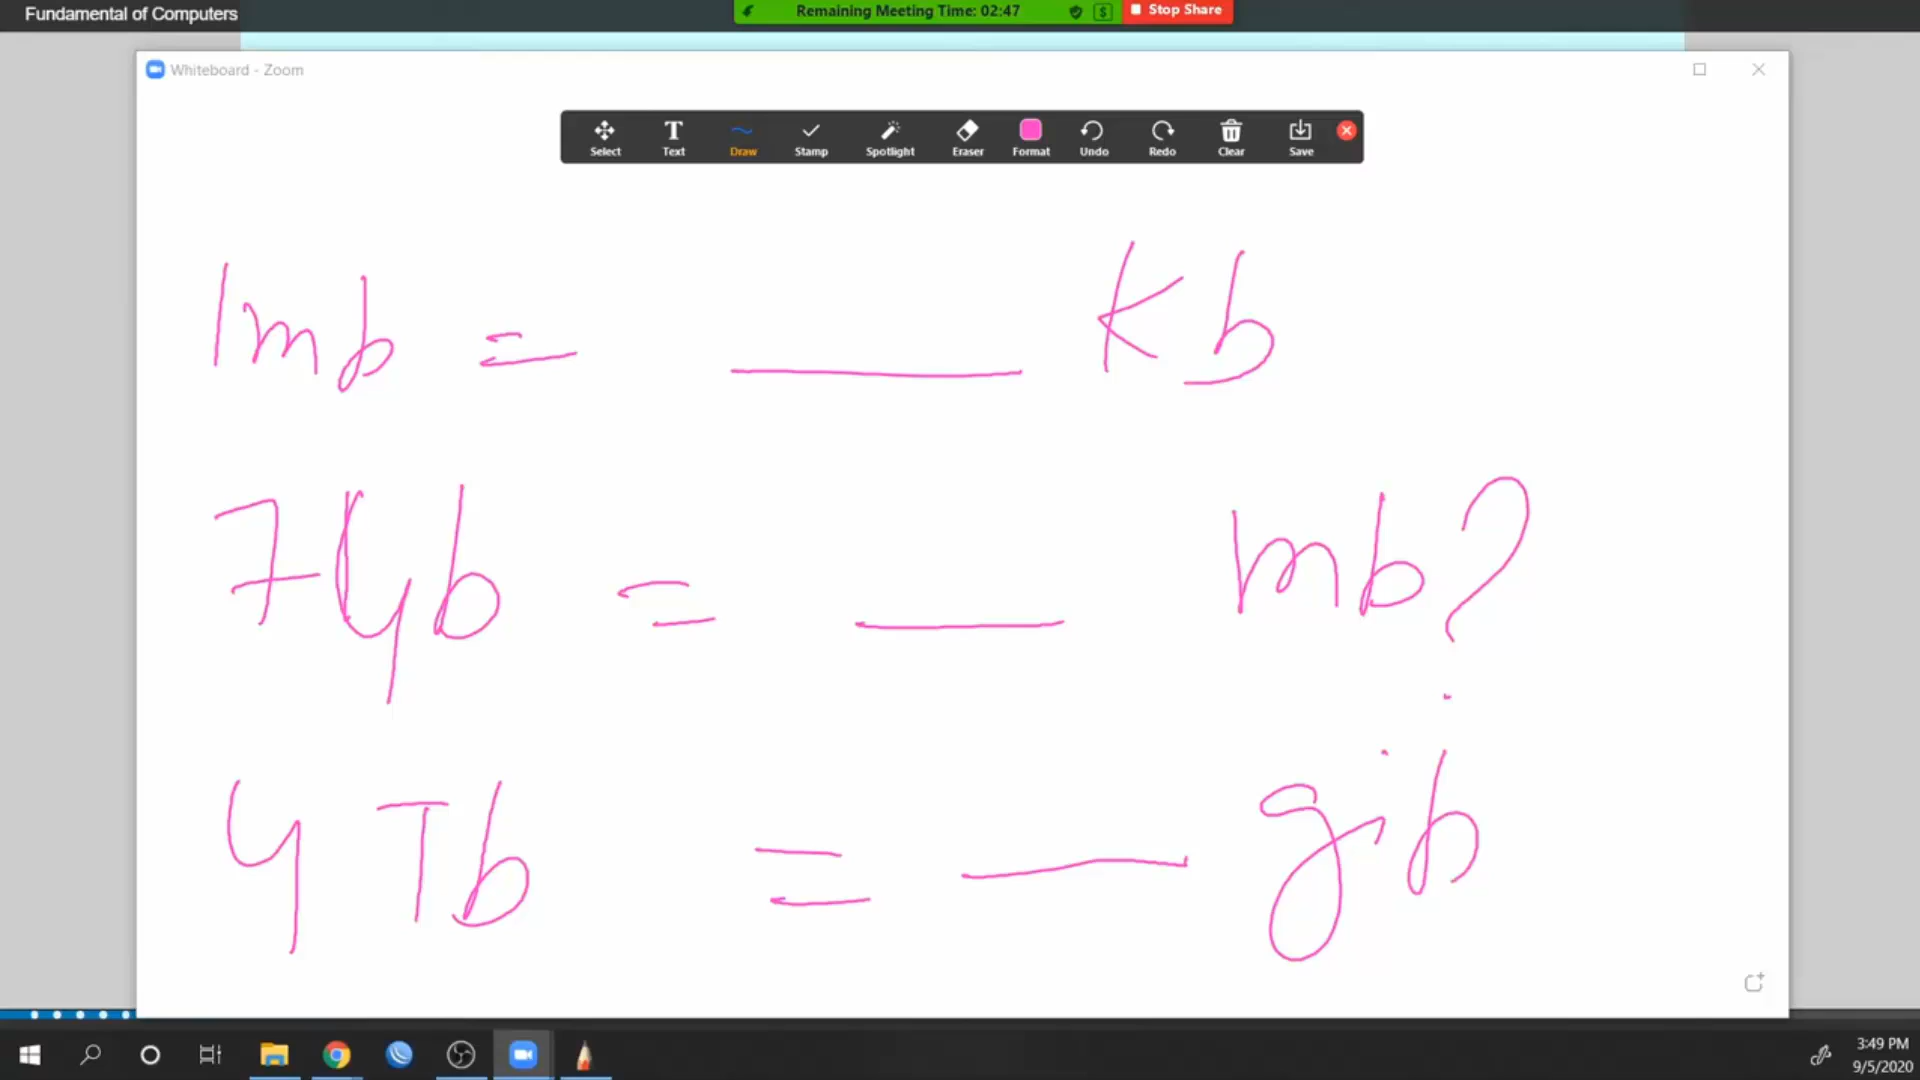 Fundamental of Computers
Remaining Meeting Time: 02:47
Stop Share
Whiteboard - Zoom
Select Text Draw Stamp Spotlight Eraser Format Undo Redo Clear Save
1mb = ____ Kb
7Gb = ____ mb?
4 Tb = ____ gib
3:49 PM
9/5/2020